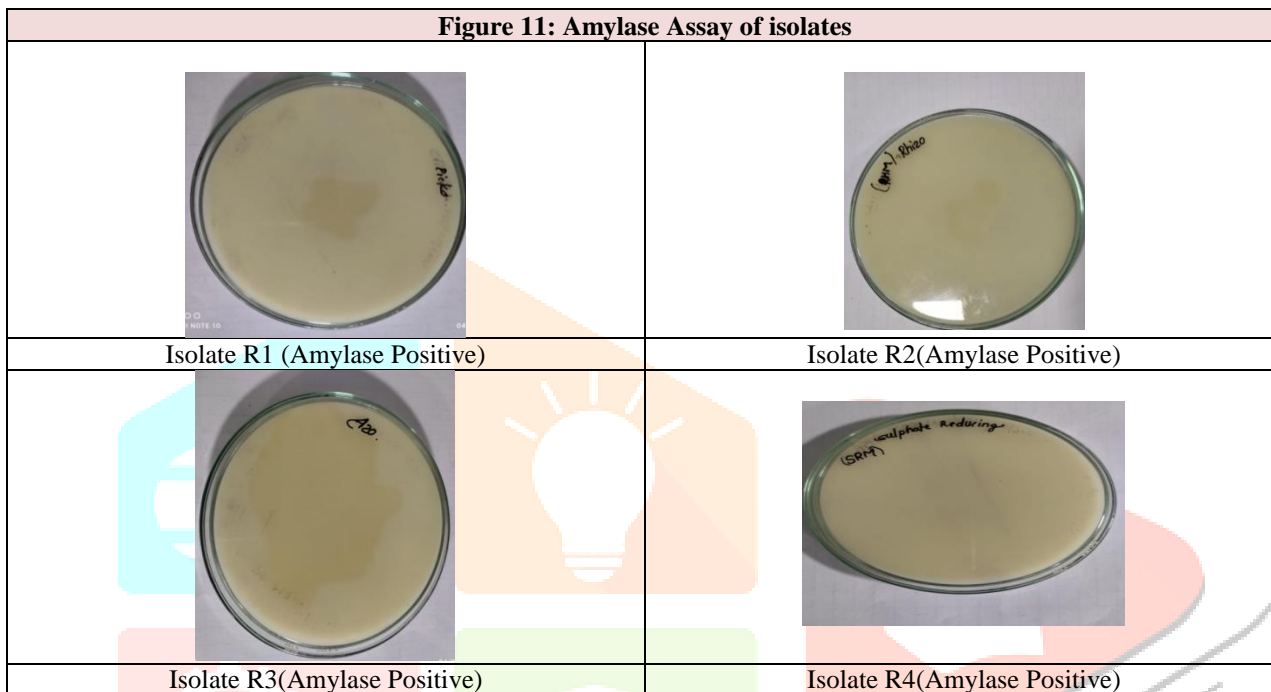 Figure 11: Amylase Assay of isolates
(RHM) Rhizo
Isolate R1 (Amylase Positive)
Isolate R2(Amylase Positive)
Azo.
sulphate Reducing
(SRM)
Isolate R3(Amylase Positive)
Isolate R4(Amylase Positive)